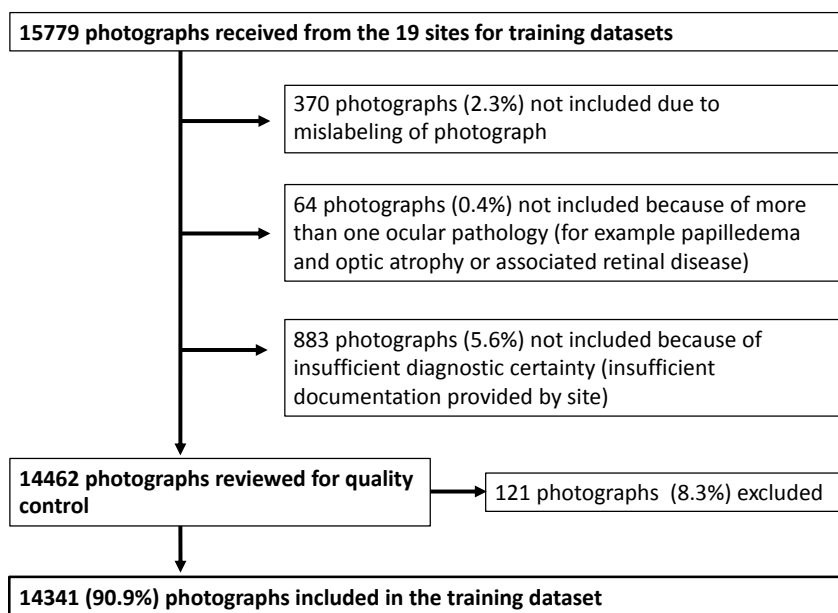 15779 photographs received from the 19 sites for training datasets
370 photographs (2.3%) not included due to
mislabeling of photograph
64 photographs (0.4%) not included because of more
than one ocular pathology (for example papilledema
and optic atrophy or associated retinal disease)
883 photographs (5.6%) not included because of
insufficient diagnostic certainty (insufficient
documentation provided by site)
14462 photographs reviewed for quality
control
121 photographs (8.3%) excluded
14341 (90.9%) photographs included in the training dataset